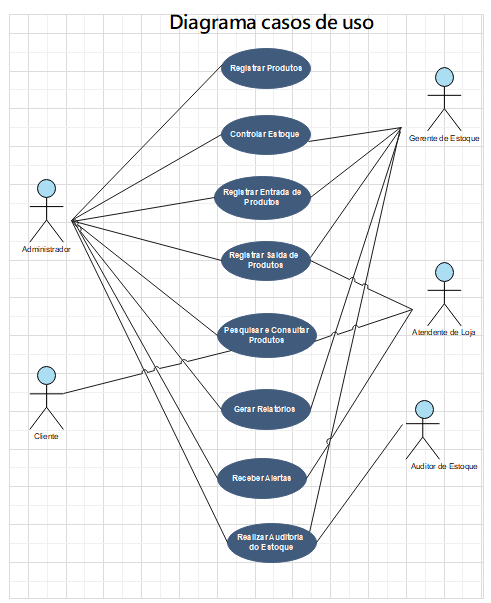 Diagrama casos de uso
Registrar Produtos
Controlar Estoque
Gerente de Estoque
Registrar Entrada de
Produtos
Administrador
Registrar Saída de
Produtos
Atendente de Loja
Pesquisar e Consultar
Produtos
Cliente
Gerar Relatórios
Auditor de Estoque
Receber Alertas
Realizar Auditoria
do Estoque